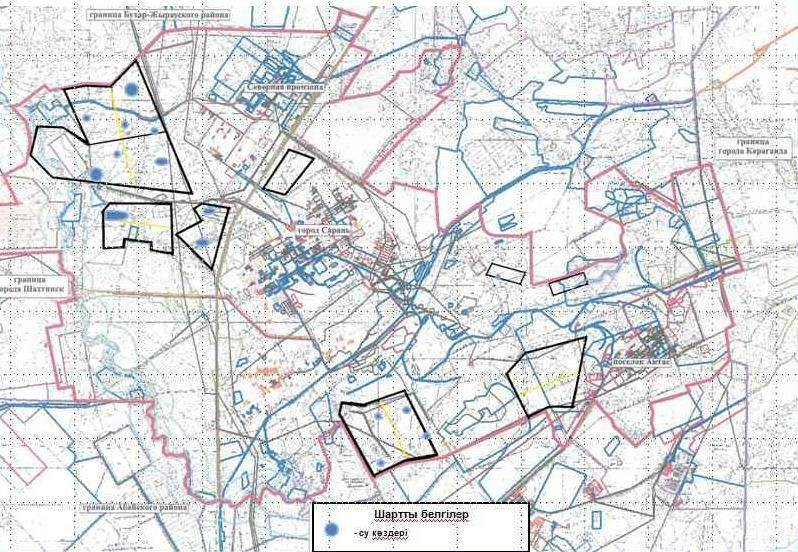 граница Бухар-Жырауского района
Северная промзона
граница
города Караганда
город Сарань
граница
города Шахтинск
поселок Актас
граница Абайского района
Шартты белгілер
- су көздері